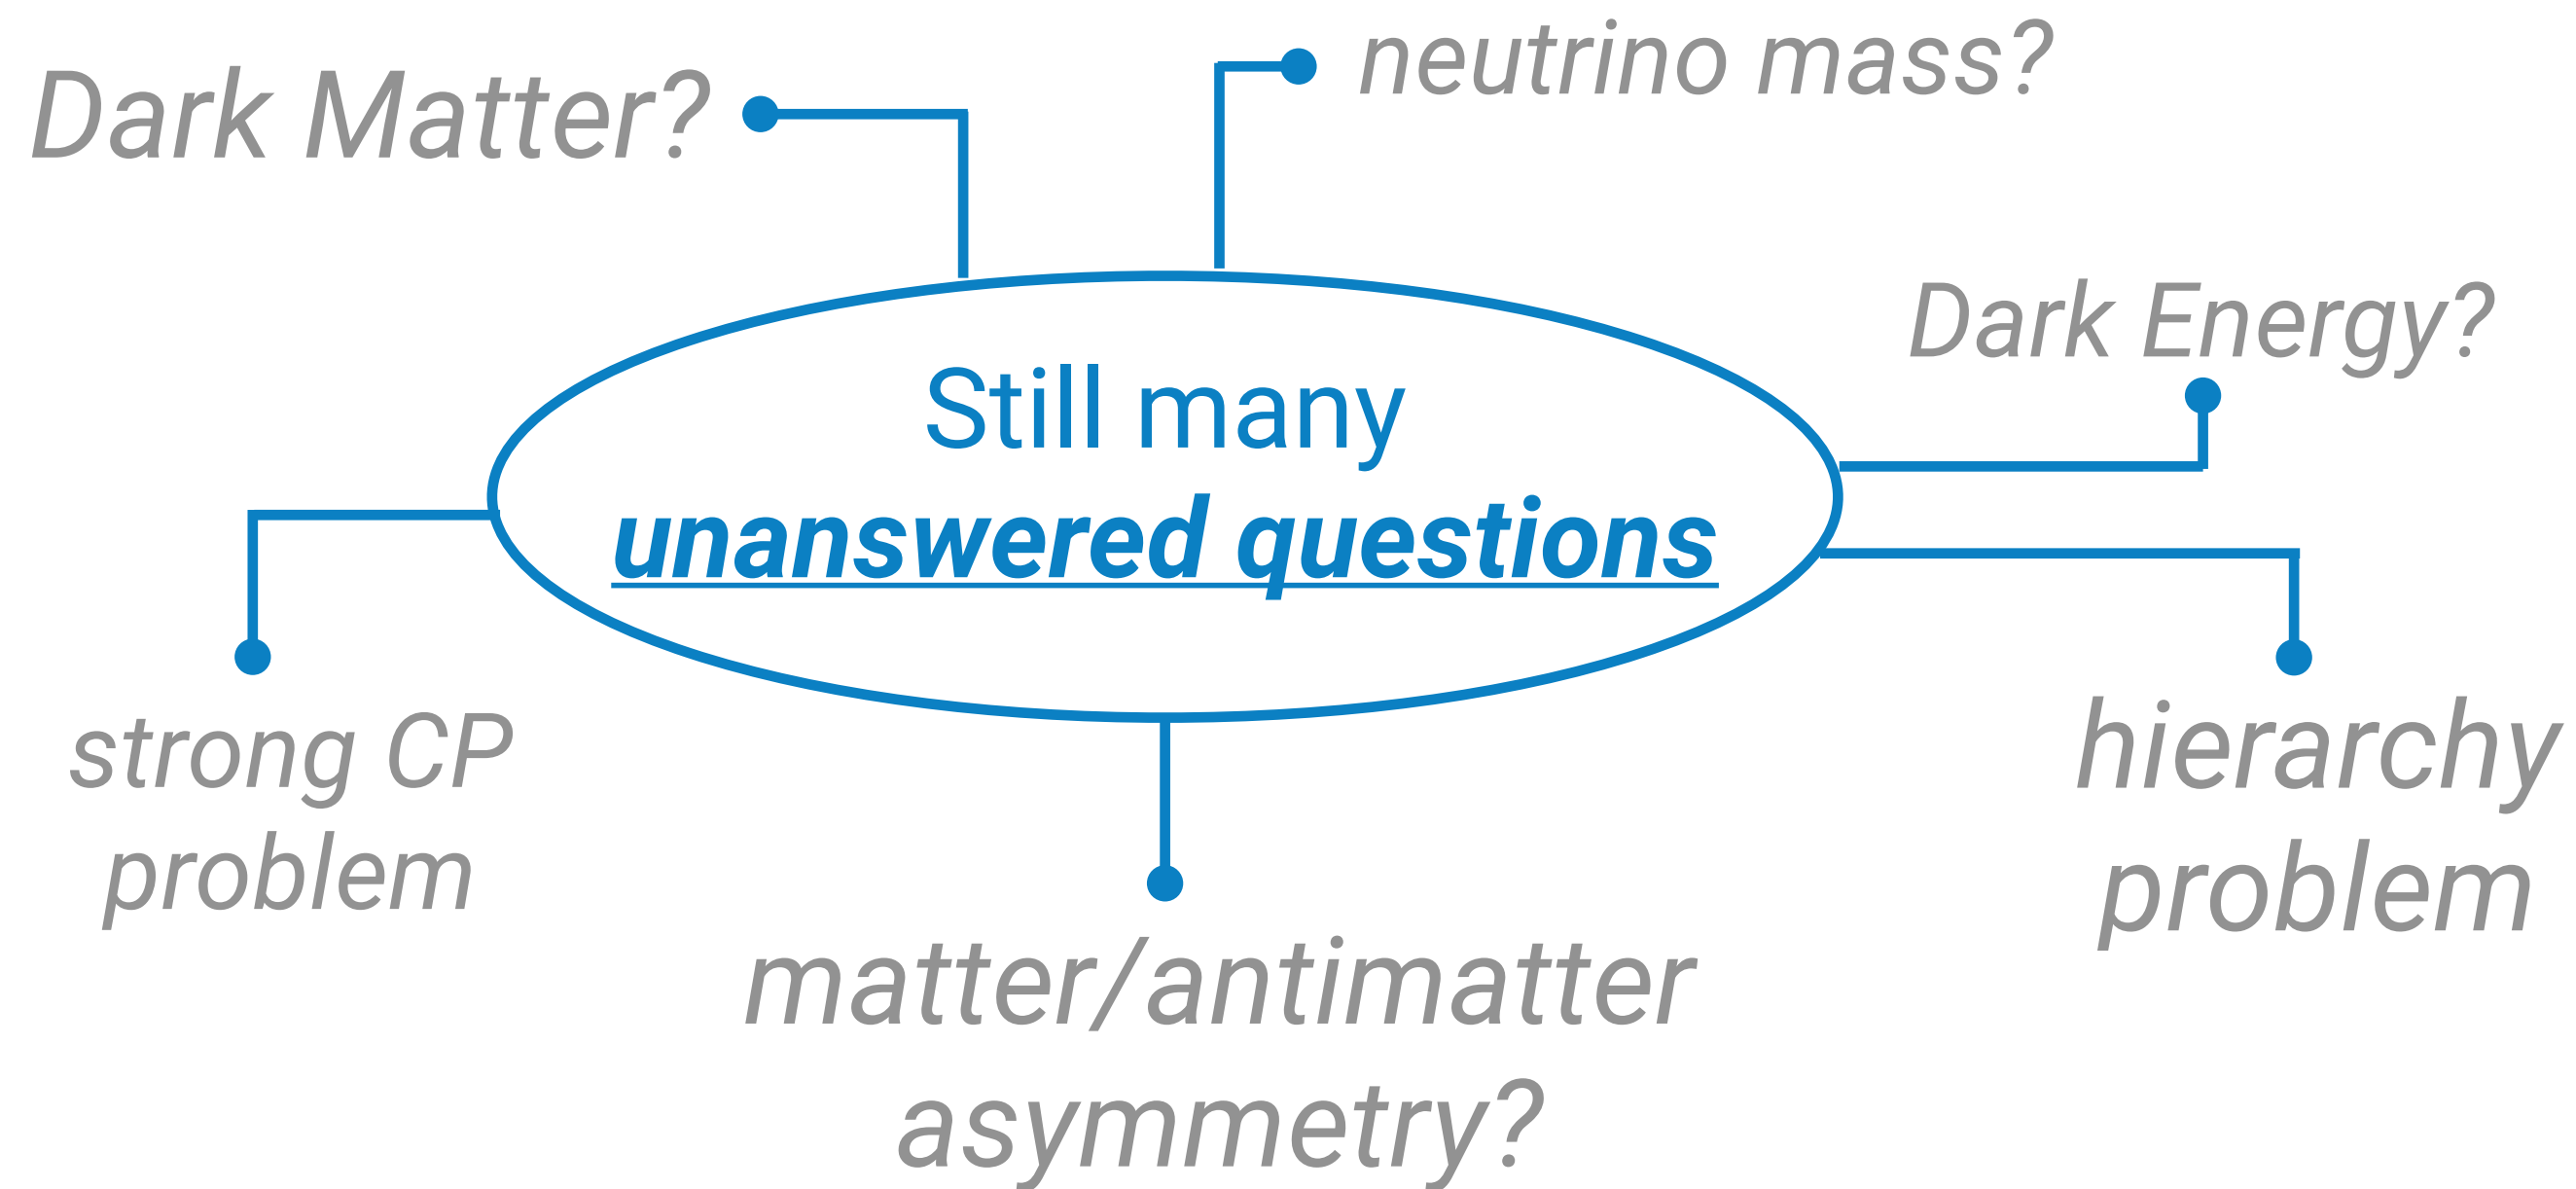 Dark Matter?
neutrino mass?
Dark Energy?
Still many
unanswered questions
strong CP
problem
hierarchy
problem
matter/antimatter
asymmetry?